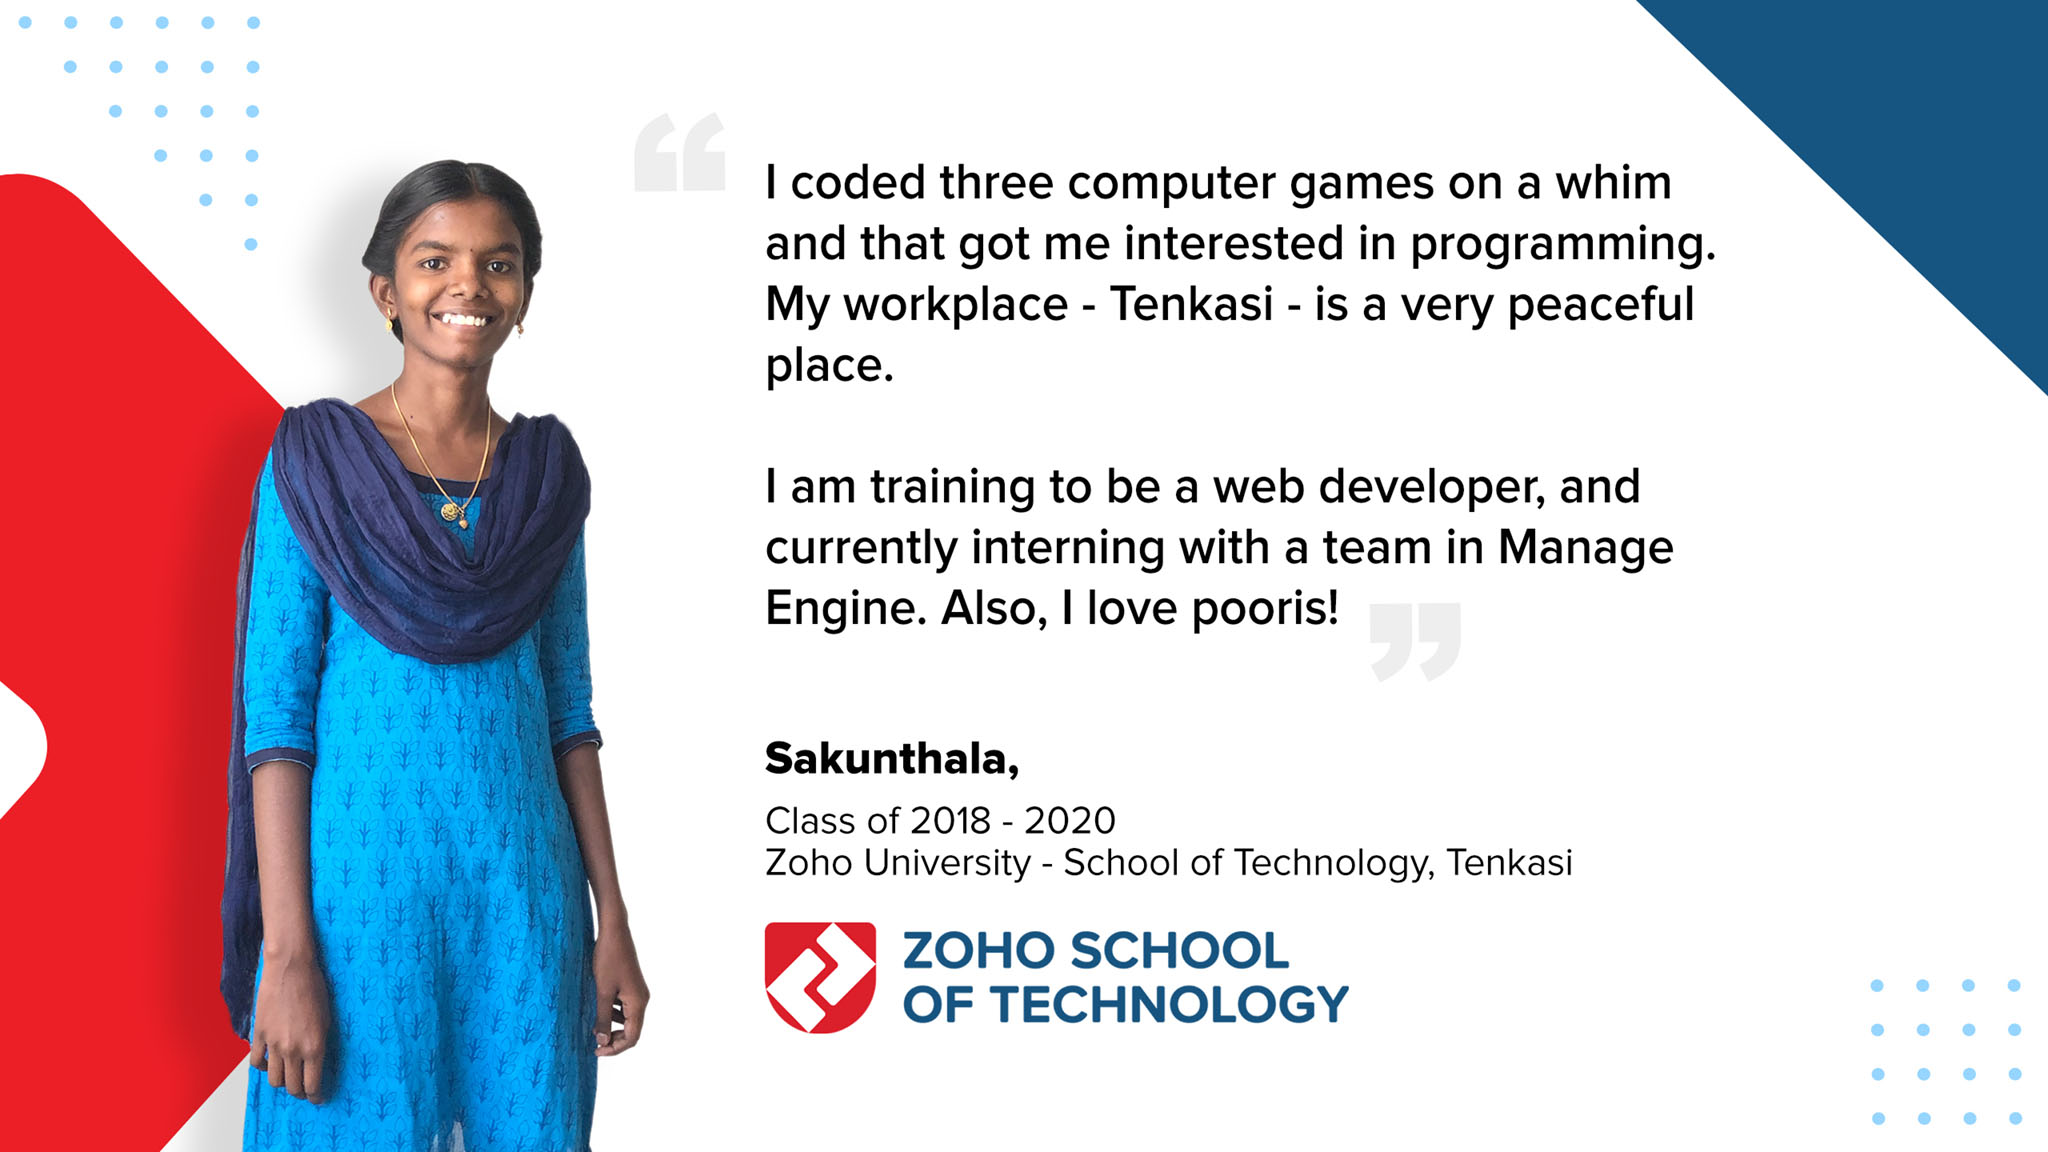 I coded three computer games on a whim
and that got me interested in programming.
My workplace - Tenkasi - is a very peaceful
place.
I am training to be a web developer, and
currently interning with a team in Manage
Engine. Also, I love pooris!
Sakunthala,
Class of 2018 - 2020
Zoho University - School of Technology, Tenkasi
ZOHO SCHOOL
OF TECHNOLOGY